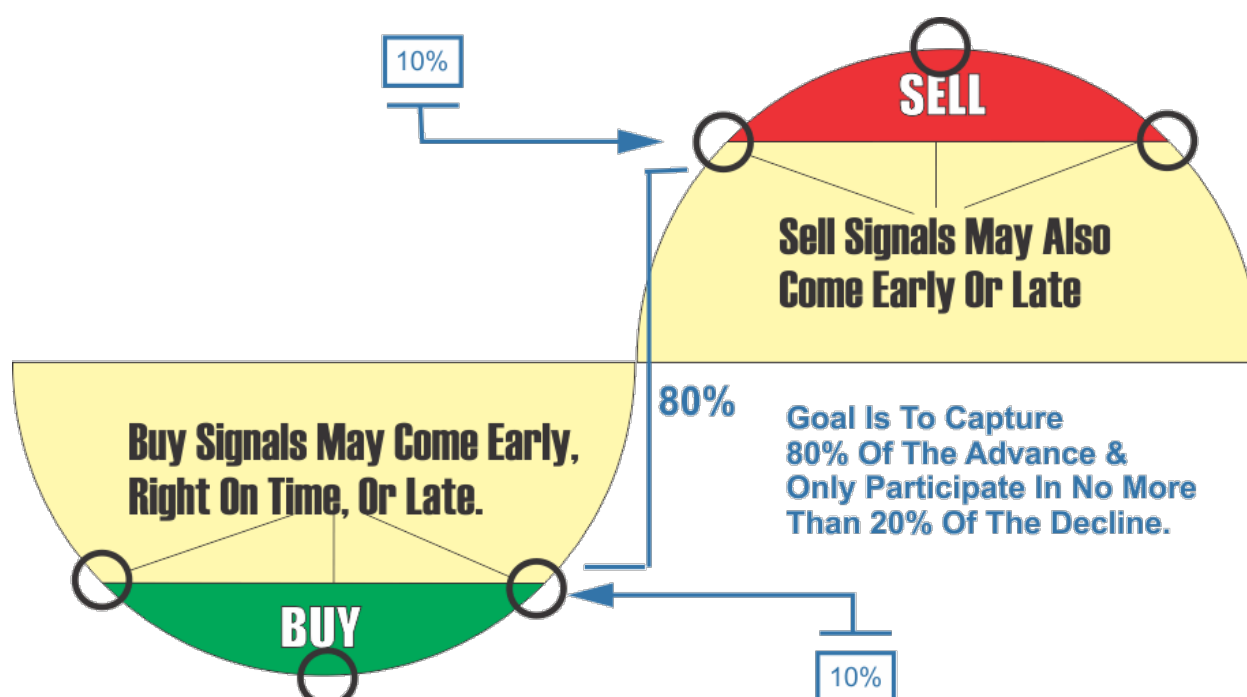 10%
SELL
Sell Signals May Also
Come Early Or Late
80%
Goal Is To Capture
80% Of The Advance &
Only Participate In No More
Than 20% Of The Decline.
Buy Signals May Come Early,
Right On Time, Or Late.
BUY
10%